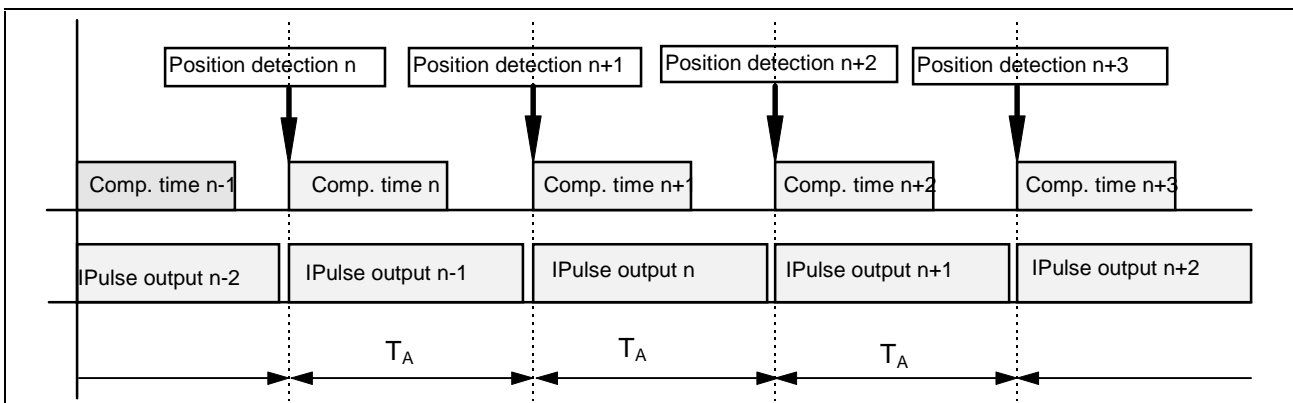 Position detection n
Position detection n+1
Position detection n+2
Position detection n+3
Comp. time n-1
Comp. time n
Comp. time n+1
Comp. time n+2
Comp. time n+3
IPulse output n-2
IPulse output n-1
IPulse output n
IPulse output n+1
IPulse output n+2
TA
TA
TA